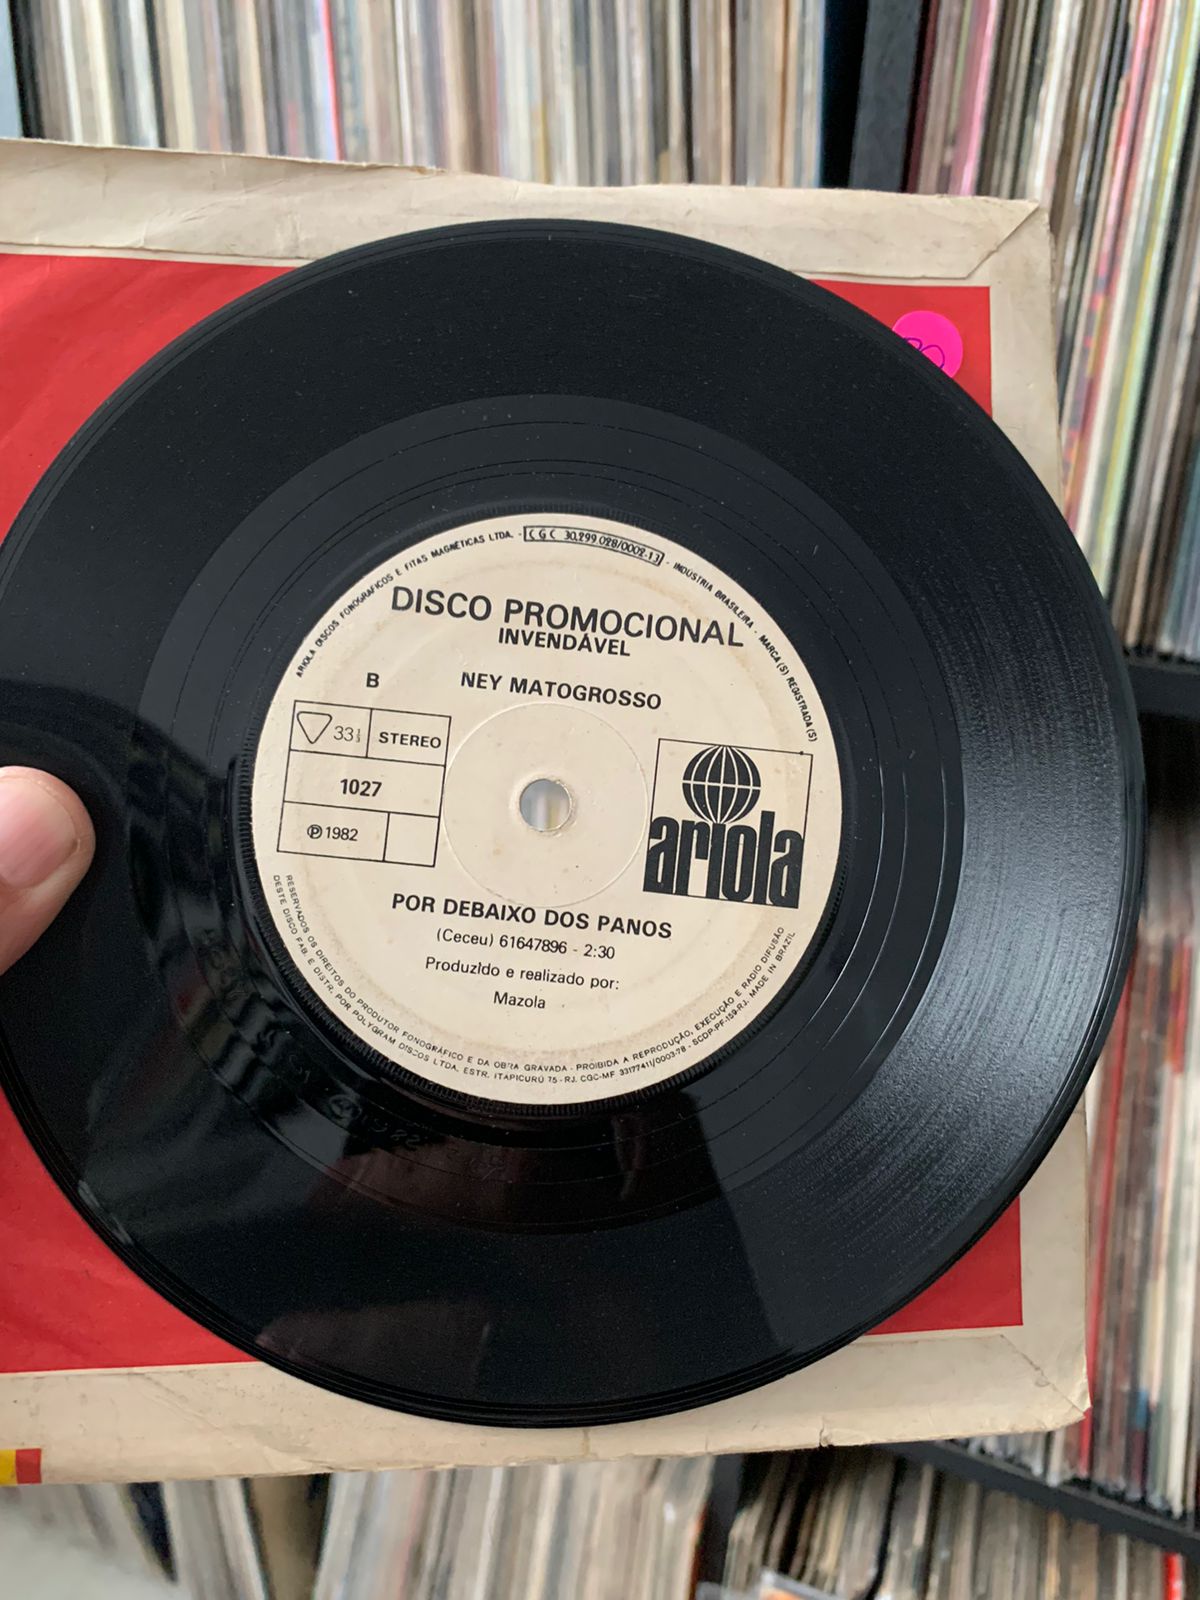 ARIOLA DISCOS FONOGRÁFICOS E FITAS MAGNÉTICAS LTDA. - CGC 30.299.028/0002-13 - INDÚSTRIA BRASILEIRA - MARCA(S) REGISTRADA(S)
DISCO PROMOCIONAL
INVENDÁVEL
B
NEY MATOGROSSO
33⅓ STEREO
1027
℗ 1982
ariola
POR DEBAIXO DOS PANOS
(Ceceu) 61647896 - 2:30
Produzido e realizado por:
Mazola
RESERVADOS OS DIREITOS DO PRODUTOR FONOGRÁFICO E DA OBRA GRAVADA - PROIBIDA A REPRODUÇÃO, EXECUÇÃO E RADIO DIFUSÃO
DESTE DISCO FAB. E DISTR. POR POLYGRAM DISCOS LTDA. ESTR. ITAPICURÚ 75 - RJ. CGC-MF 33177411/0003-78 - SCDP-PF-159-RJ. MADE IN BRAZIL